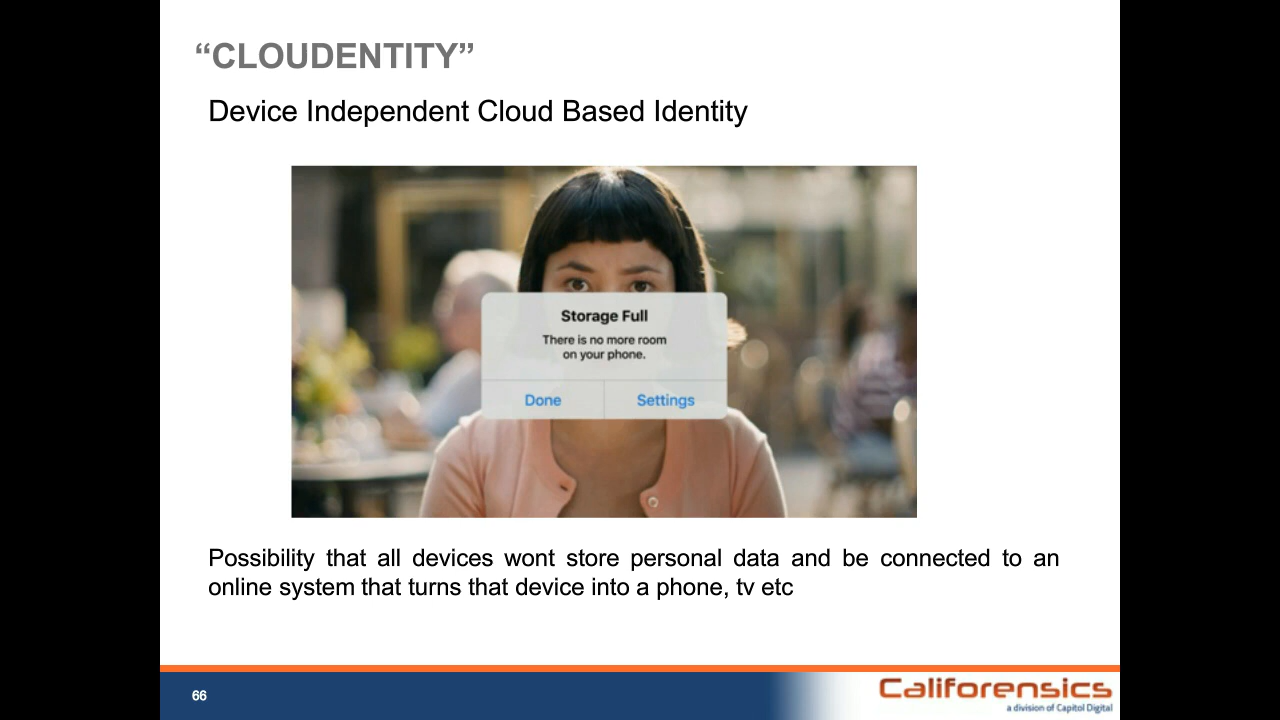 “CLOUDENTITY”
Device Independent Cloud Based Identity
Storage Full
There is no more room
on your phone.
Done Settings
Possibility that all devices wont store personal data and be connected to an
online system that turns that device into a phone, tv etc
66
Califorensics
a division of Capitol Digital